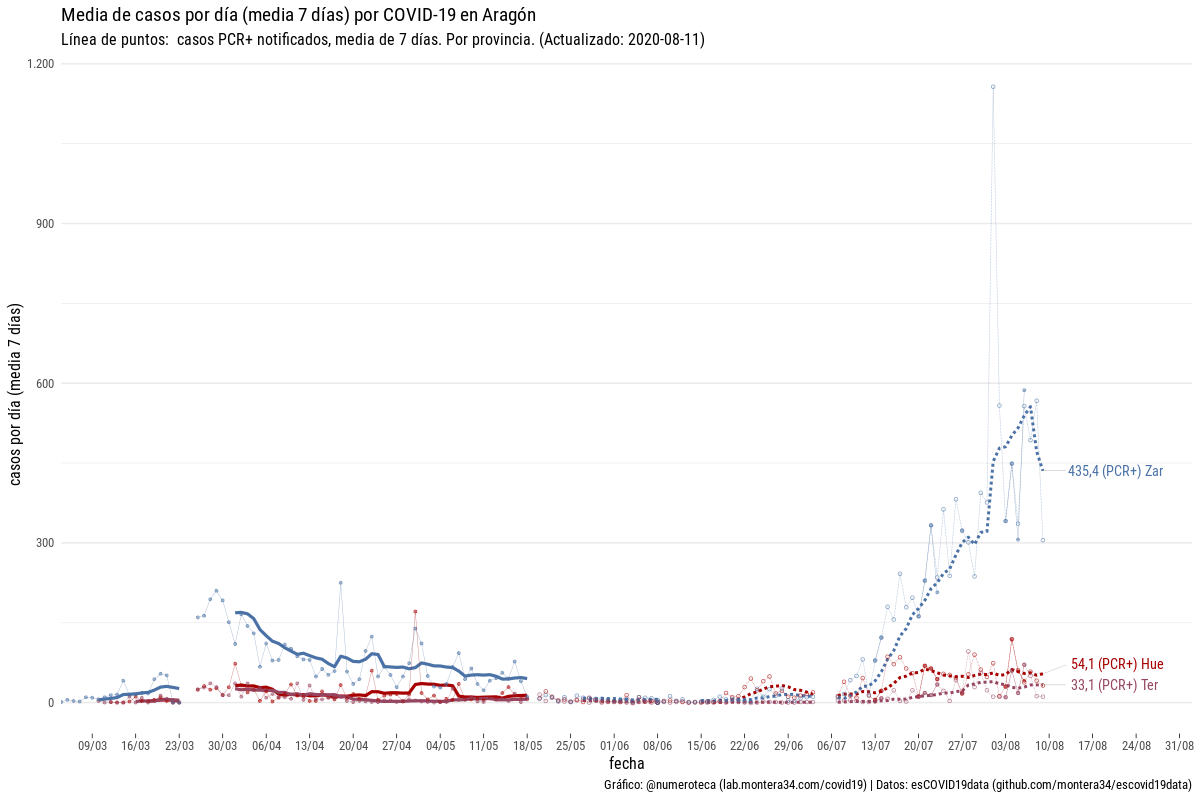 Media de casos por día (media 7 días) por COVID-19 en Aragón
Línea de puntos:  casos PCR+ notificados, media de 7 días. Por provincia. (Actualizado: 2020-08-11)
1.200
900
600
300
0
casos por día (media 7 días)
435,4 (PCR+) Zar
54,1 (PCR+) Hue
33,1 (PCR+) Ter
09/03 16/03 23/03 30/03 06/04 13/04 20/04 27/04 04/05 11/05 18/05 25/05 01/06 08/06 15/06 22/06 29/06 06/07 13/07 20/07 27/07 03/08 10/08 17/08 24/08 31/08
fecha
Gráfico: @numeroteca (lab.montera34.com/covid19) | Datos: esCOVID19data (github.com/montera34/escovid19data)